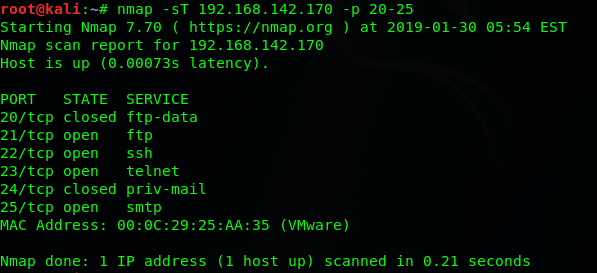 root@kali:~# nmap -sT 192.168.142.170 -p 20-25
Starting Nmap 7.70 ( https://nmap.org ) at 2019-01-30 05:54 EST
Nmap scan report for 192.168.142.170
Host is up (0.00073s latency).
PORT   STATE  SERVICE
20/tcp closed ftp-data
21/tcp open   ftp
22/tcp open   ssh
23/tcp open   telnet
24/tcp closed priv-mail
25/tcp open   smtp
MAC Address: 00:0C:29:25:AA:35 (VMware)
Nmap done: 1 IP address (1 host up) scanned in 0.21 seconds